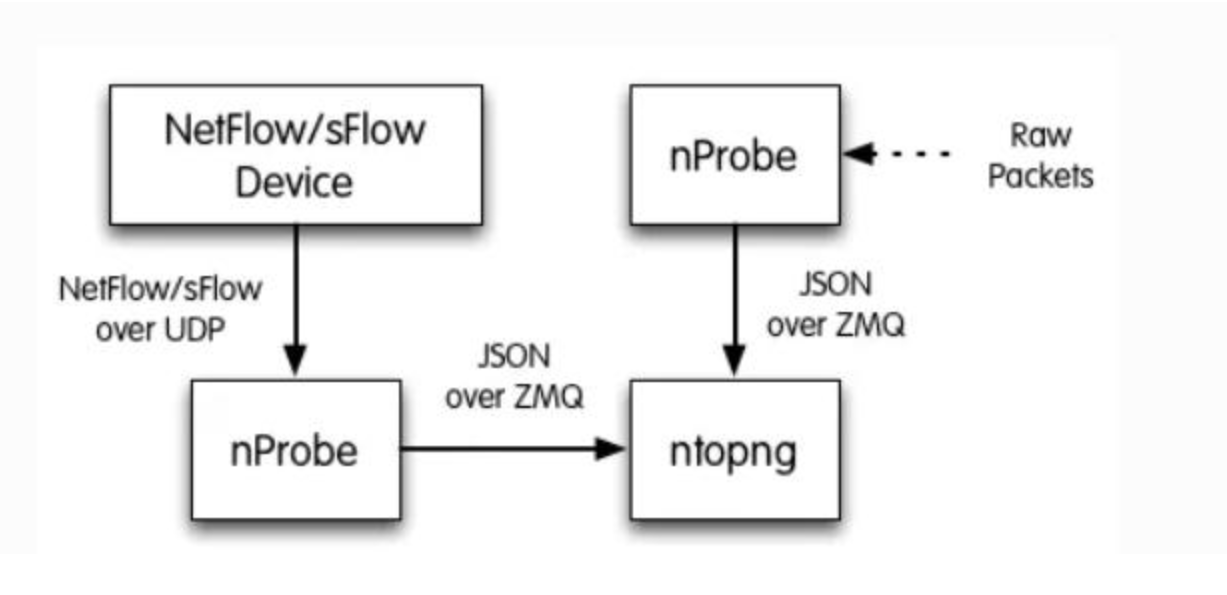 NetFlow/sFlow
Device
nProbe
Raw
Packets
NetFlow/sFlow
over UDP
JSON
over ZMQ
JSON
over ZMQ
nProbe
ntopng